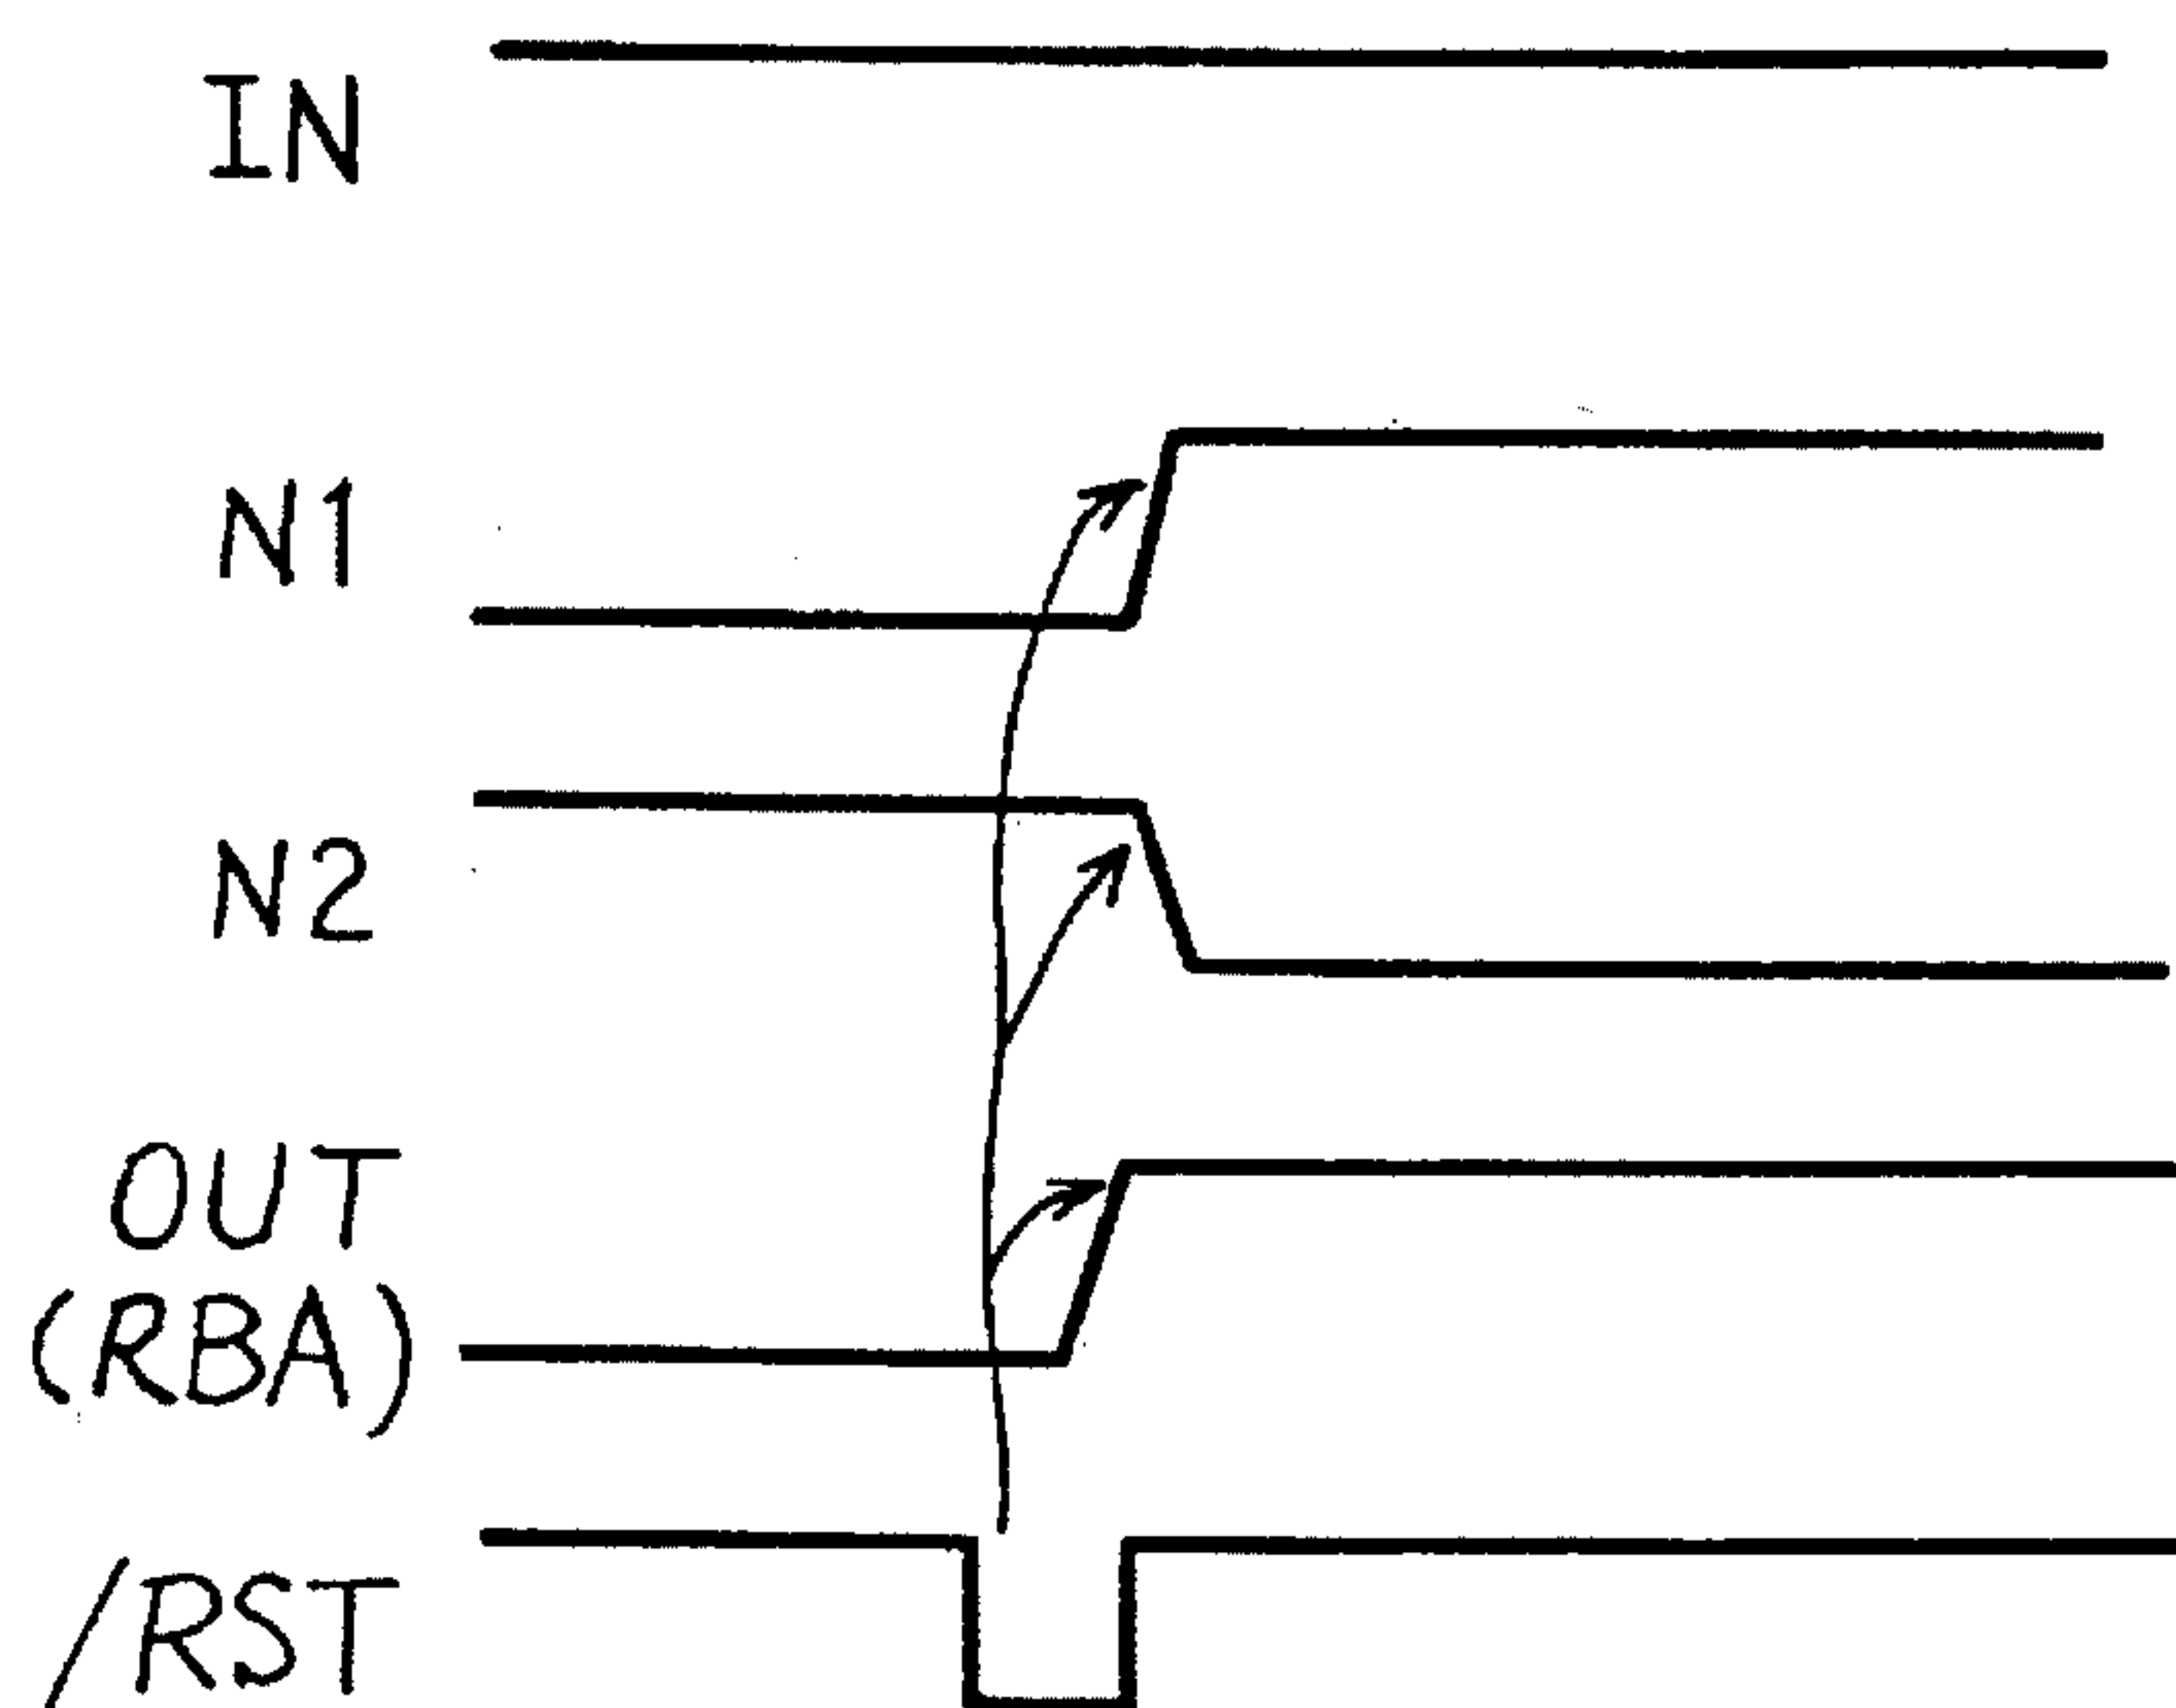 IN
N1
N2
OUT
(RBA)
/RST